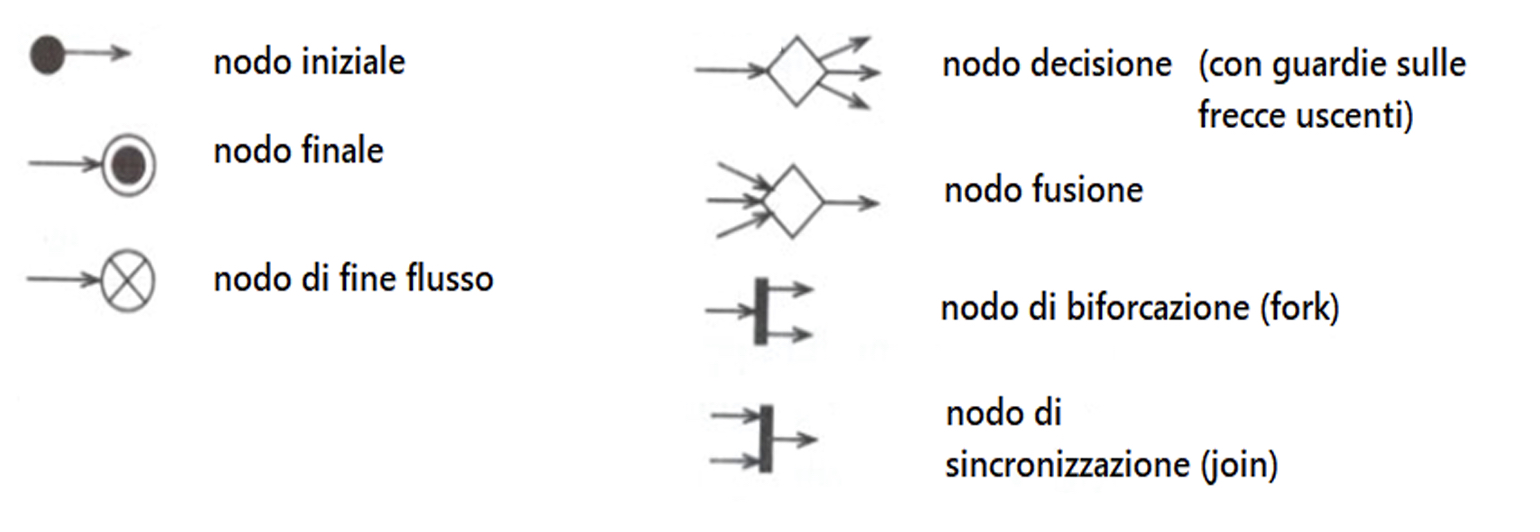 nodo iniziale
nodo finale
nodo di fine flusso
nodo decisione (con guardie sulle
frecce uscenti)
nodo fusione
nodo di biforcazione (fork)
nodo di
sincronizzazione (join)